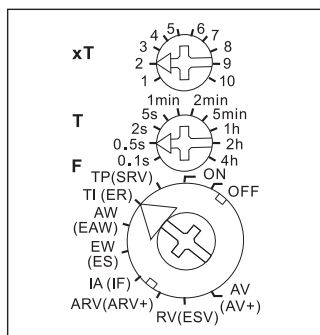 5 6
4 7
3 8
xT 2 9
1 10
1min 2min
5s 5min
T 2s 1h
0.5s 2h
F 0.1s 4h
TP(SRV) ON
TI (ER) OFF
AW
(EAW)
EW
(ES)
IA (IF) AV
ARV(ARV+) (AV+)
RV(ESV)